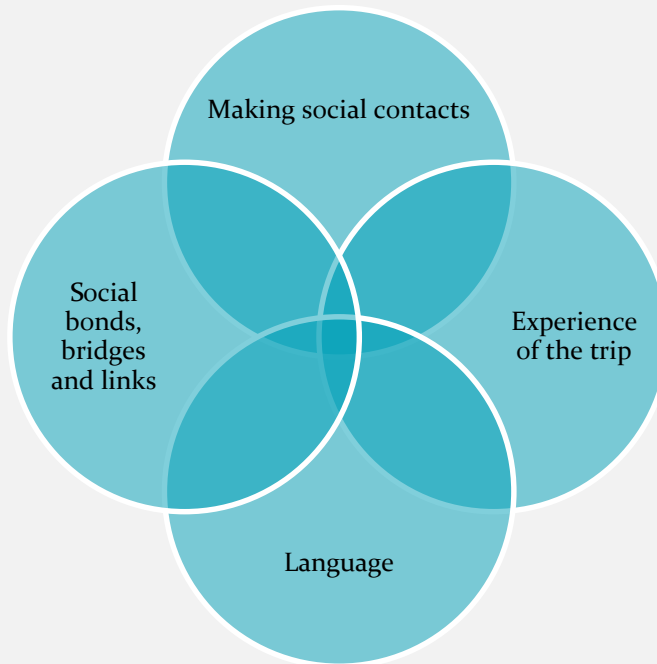 Making social contacts
Social
bonds,
bridges
and links
Experience
of the trip
Language